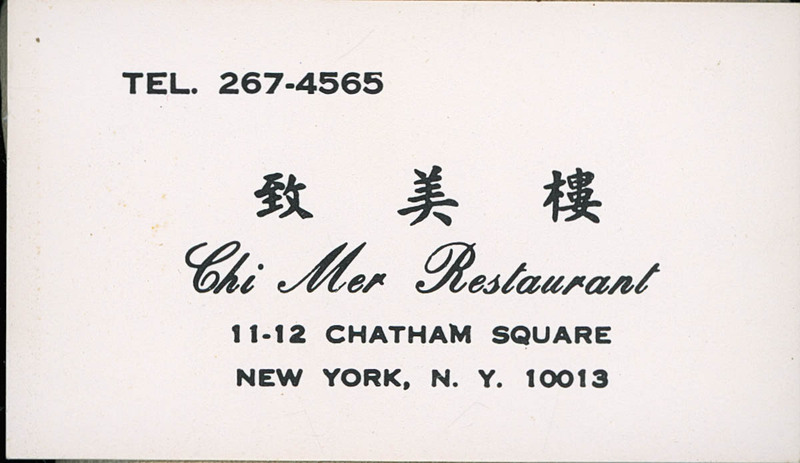 TEL. 267-4565
致美樓
Chi Mer Restaurant
11-12 CHATHAM SQUARE
NEW YORK, N. Y. 10013